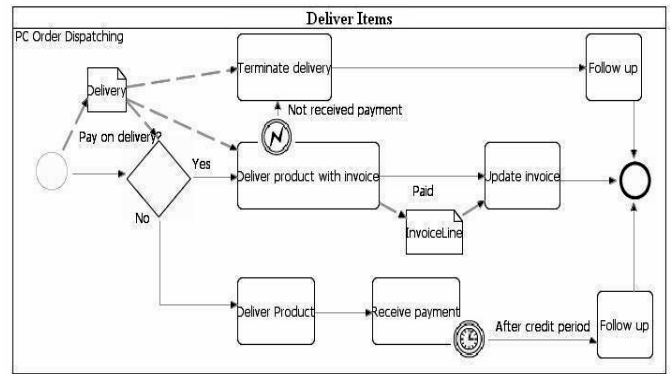 Deliver Items
PC Order Dispatching
Terminate delivery
Follow up
Delivery
Not received payment
Pay on delivery?
Yes
Deliver product with invoice
Paid
Update invoice
No
InvoiceLine
Deliver Product
Receive payment
After credit period
Follow up